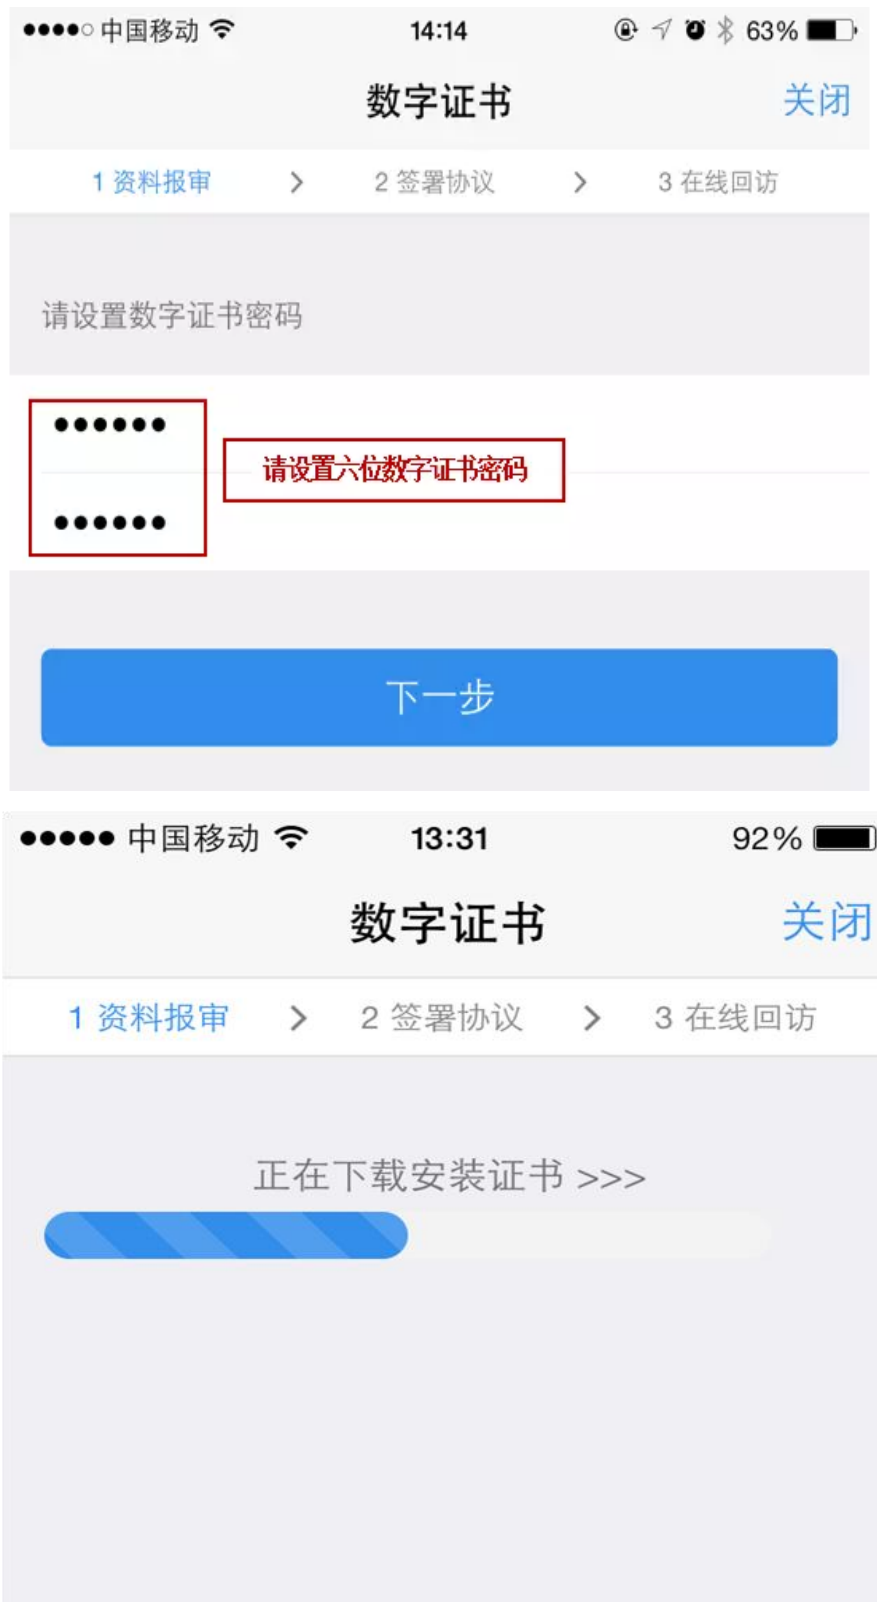 中国移动 14:14 63%
数字证书 关闭
1 资料报审 > 2 签署协议 > 3 在线回访
请设置数字证书密码
●●●●●●
请设置六位数字证书密码
●●●●●●
下一步
中国移动 13:31 92%
数字证书 关闭
1 资料报审 > 2 签署协议 > 3 在线回访
正在下载安装证书 >>>